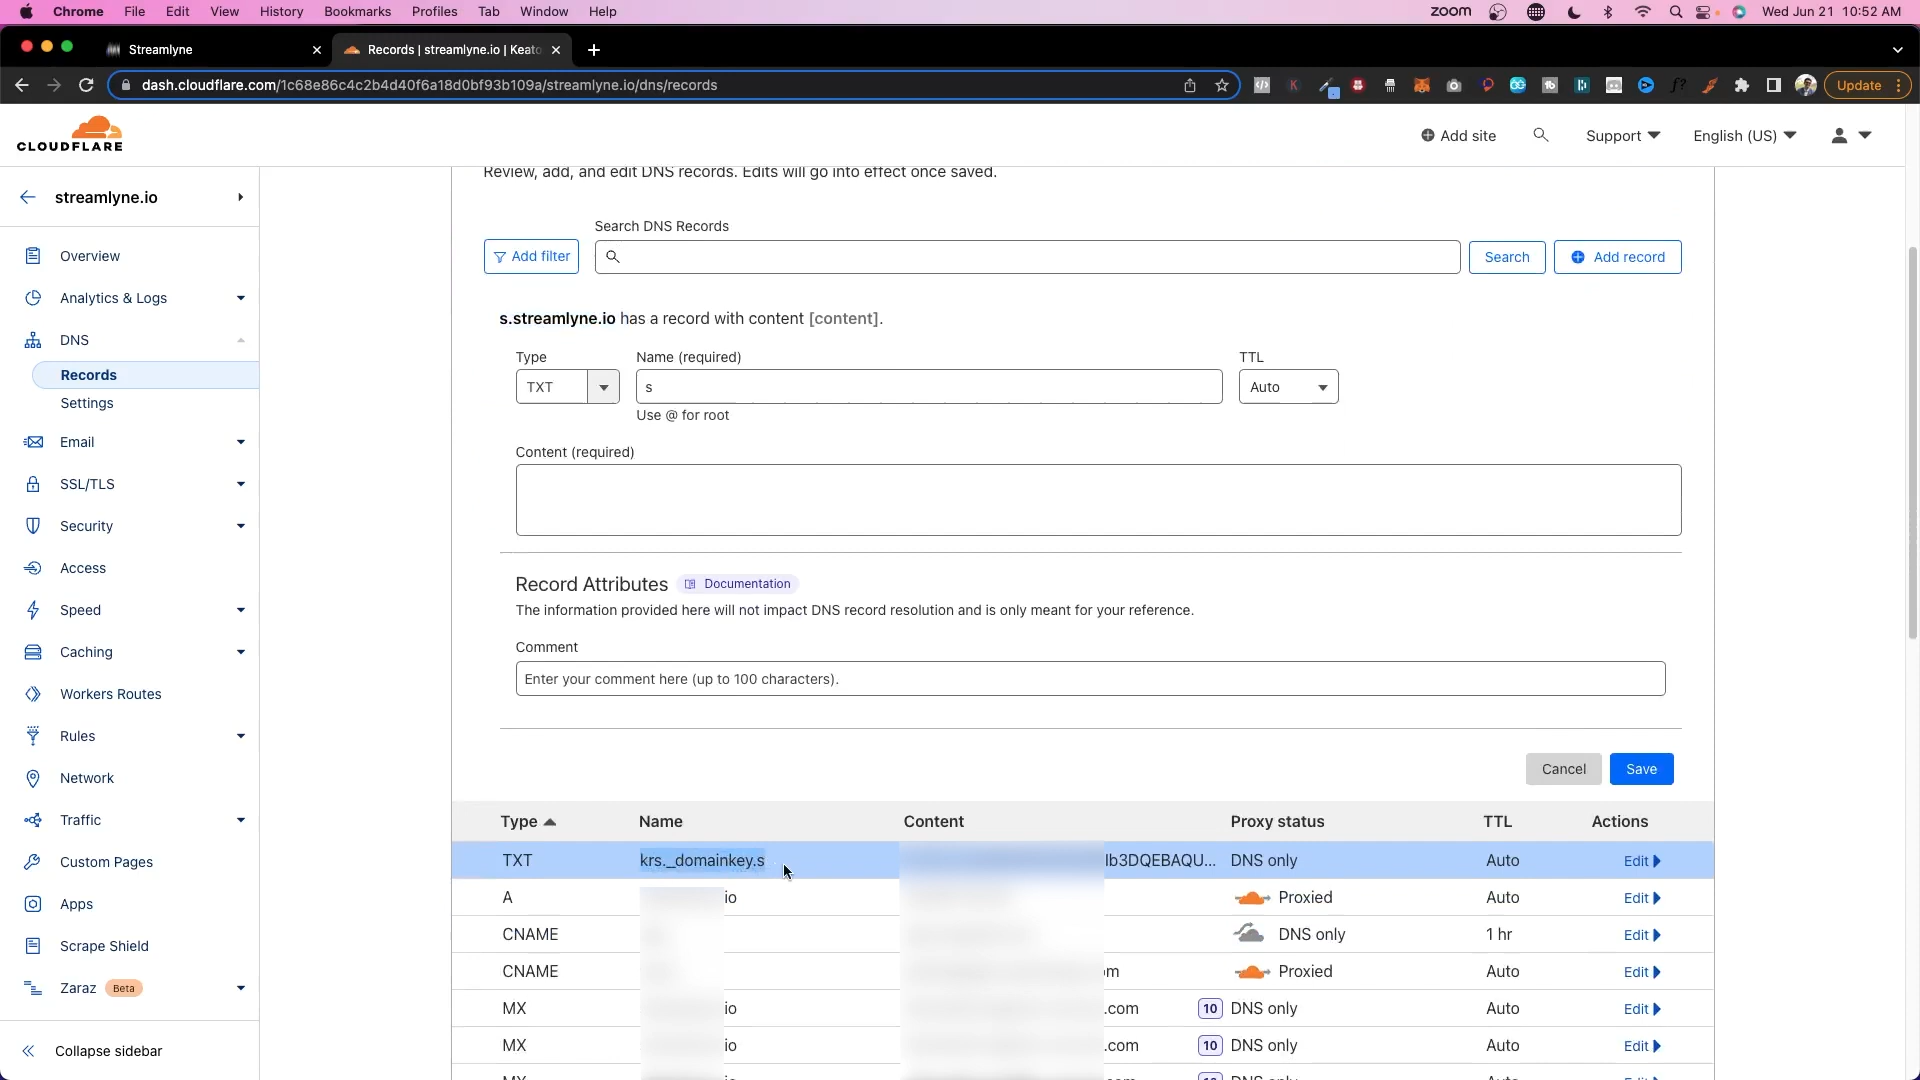 Chrome File Edit View History Bookmarks Profiles Tab Window Help zoom Wed Jun 21 10:52 AM
Streamlyne Records | streamlyne.io | Keato
dash.cloudflare.com/1c68e86c4c2b4d40f6a18d0bf93b109a/streamlyne.io/dns/records Update
CLOUDFLARE Add site Support English (US)
streamlyne.io
Overview
Analytics & Logs
DNS
Records
Settings
Email
SSL/TLS
Security
Access
Speed
Caching
Workers Routes
Rules
Network
Traffic
Custom Pages
Apps
Scrape Shield
Zaraz Beta
Collapse sidebar
Review, add, and edit DNS records. Edits will go into effect once saved.
Search DNS Records
Add filter Search Add record
s.streamlyne.io has a record with content [content].
Type Name (required) TTL
TXT s Auto
Use @ for root
Content (required)
Record Attributes Documentation
The information provided here will not impact DNS record resolution and is only meant for your reference.
Comment
Enter your comment here (up to 100 characters).
Cancel Save
Type Name Content Proxy status TTL Actions
TXT krs._domainkey.s Ib3DQEBAQU... DNS only Auto Edit
A io Proxied Auto Edit
CNAME DNS only 1 hr Edit
CNAME m Proxied Auto Edit
MX io .com 10 DNS only Auto Edit
MX io .com 10 DNS only Auto Edit